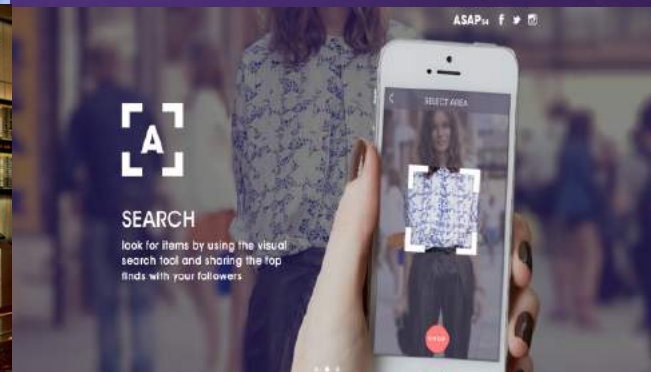 ASAP54
A
SEARCH
look for items by using the visual
search tool and sharing the top
finds with your followers
SELECT AREA